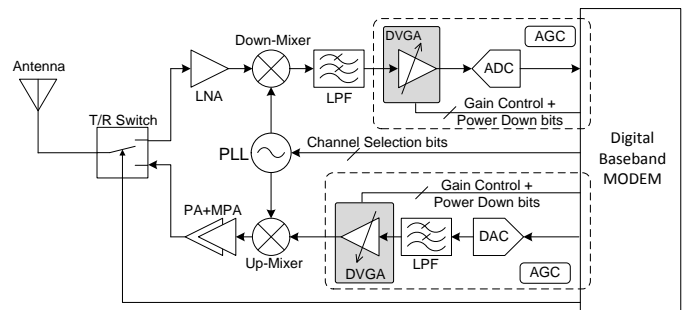 Antenna
T/R Switch
LNA
Down-Mixer
LPF
DVGA
AGC
ADC
Gain Control +
Power Down bits
PLL
Channel Selection bits
Digital
Baseband
MODEM
PA+MPA
Up-Mixer
Gain Control +
Power Down bits
DVGA
LPF
DAC
AGC